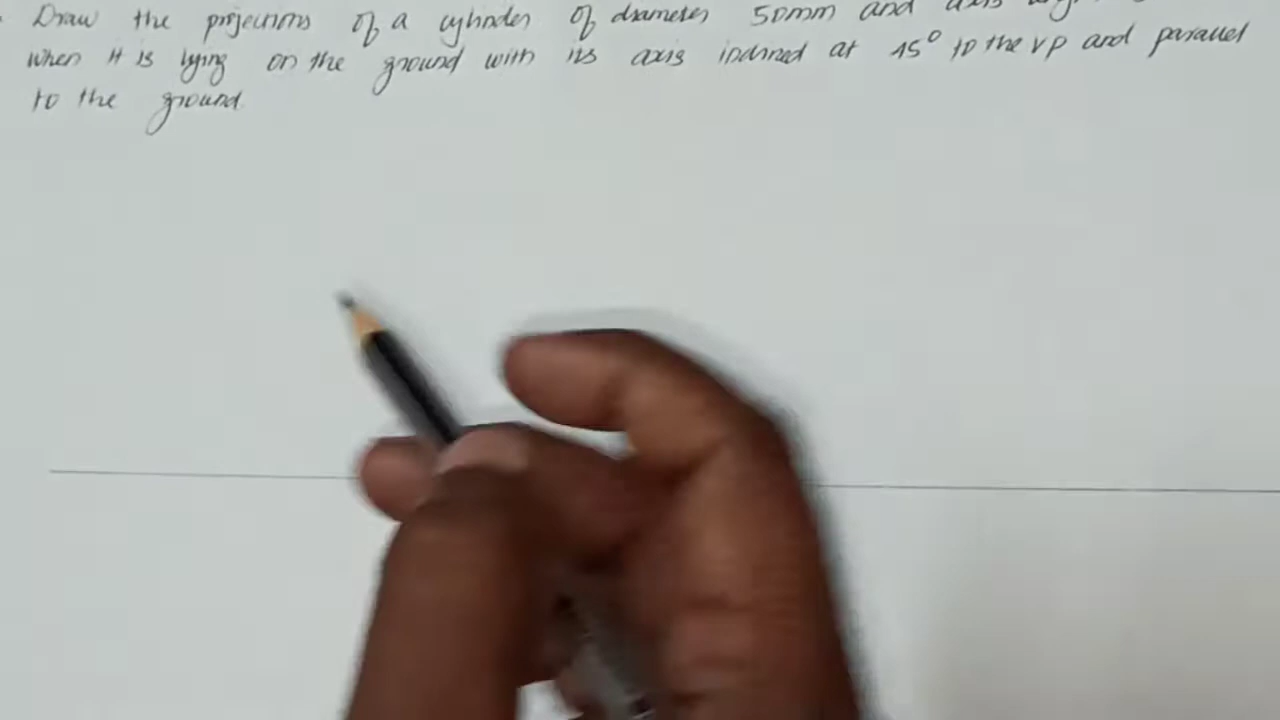 Draw the projections of a cylinder of diameter 50mm and axis
when it is lying on the ground with its axis inclined at 45° to the VP and parallel
to the ground